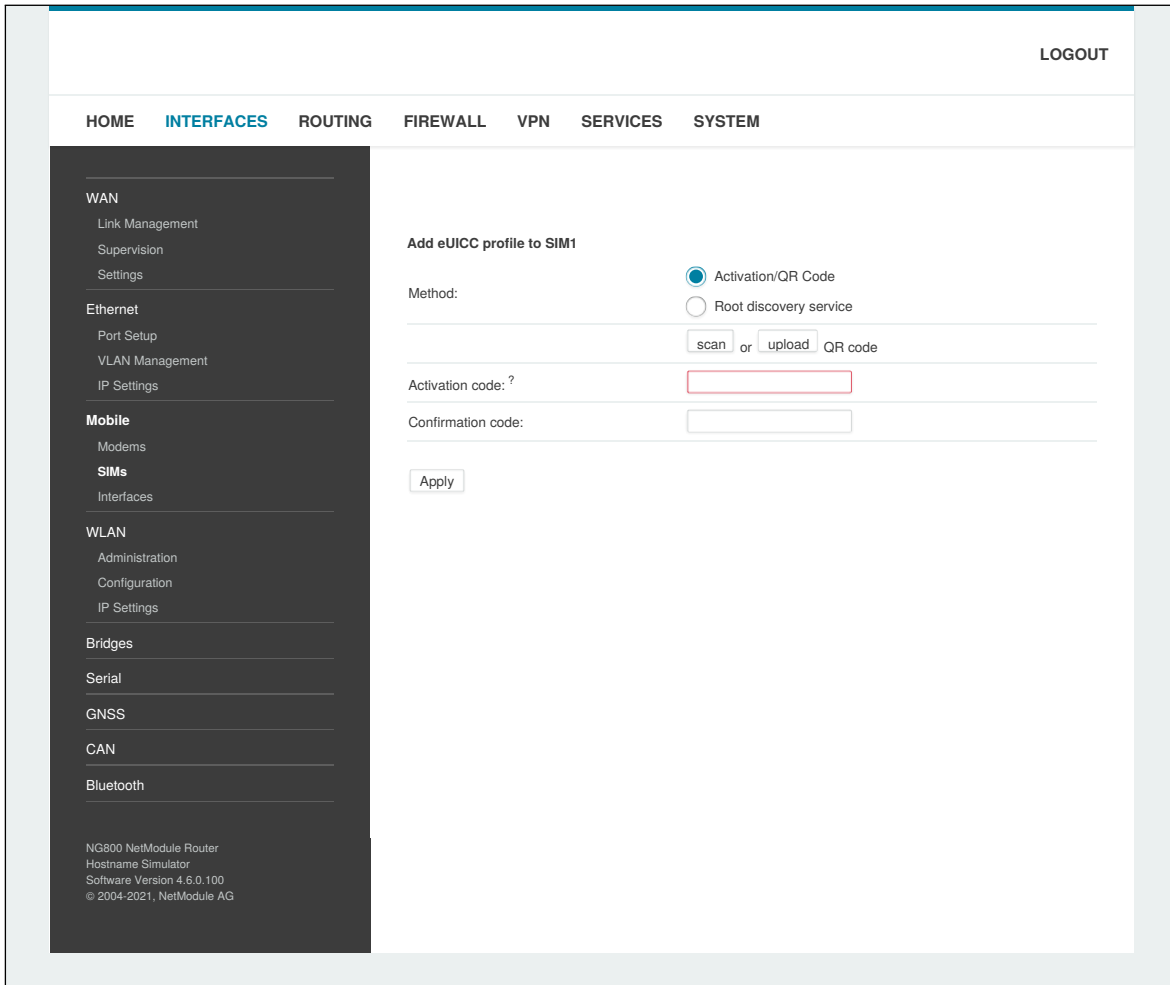 LOGOUT
HOME INTERFACES ROUTING FIREWALL VPN SERVICES SYSTEM
WAN
Link Management
Supervision
Settings
Ethernet
Port Setup
VLAN Management
IP Settings
Mobile
Modems
SIMs
Interfaces
WLAN
Administration
Configuration
IP Settings
Bridges
Serial
GNSS
CAN
Bluetooth
NG800 NetModule Router
Hostname Simulator
Software Version 4.6.0.100
© 2004-2021, NetModule AG
Add eUICC profile to SIM1
Method:
Activation/QR Code
Root discovery service
scan or upload QR code
Activation code: ?
Confirmation code:
Apply